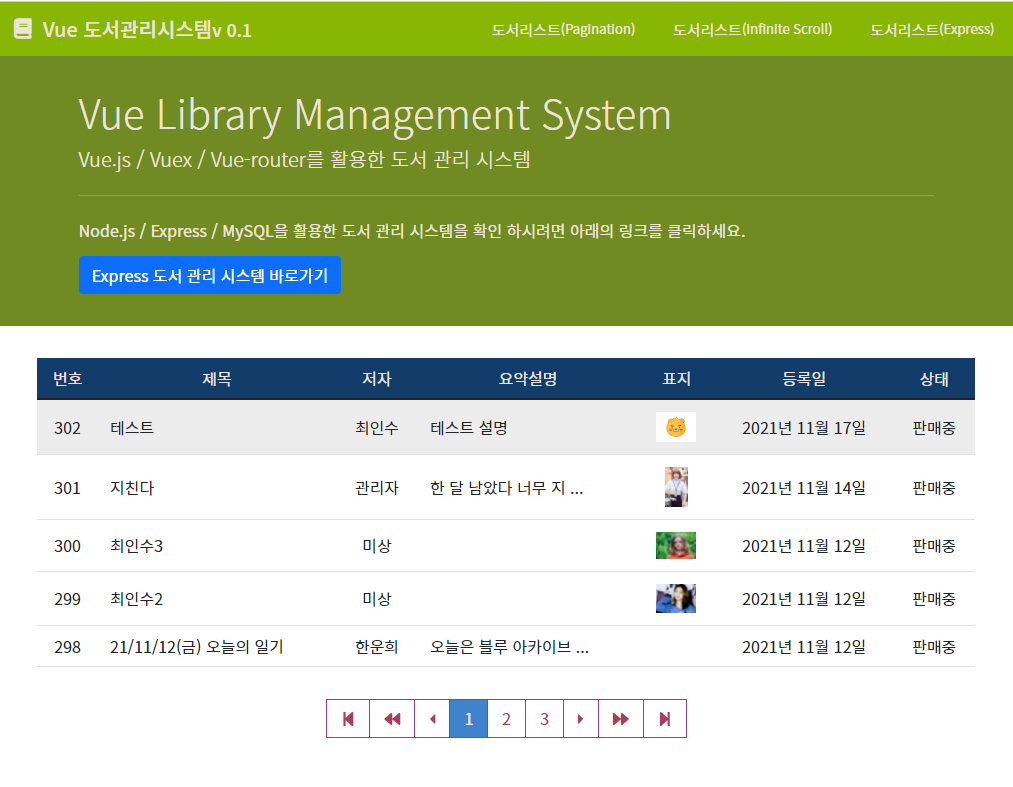 Vue 도서관리시스템v 0.1
도서리스트(Pagination) 도서리스트(Infinite Scroll) 도서리스트(Express)
Vue Library Management System
Vue.js / Vuex / Vue-router를 활용한 도서 관리 시스템
Node.js / Express / MySQL을 활용한 도서 관리 시스템을 확인 하시려면 아래의 링크를 클릭하세요.
Express 도서 관리 시스템 바로가기
번호 제목 저자 요약설명 표지 등록일 상태
302 테스트 최인수 테스트 설명 2021년 11월 17일 판매중
301 지친다 관리자 한 달 남았다 너무 지 ... 2021년 11월 14일 판매중
300 최인수3 미상 2021년 11월 12일 판매중
299 최인수2 미상 2021년 11월 12일 판매중
298 21/11/12(금) 오늘의 일기 한운희 오늘은 블루 아카이브 ... 2021년 11월 12일 판매중
1 2 3